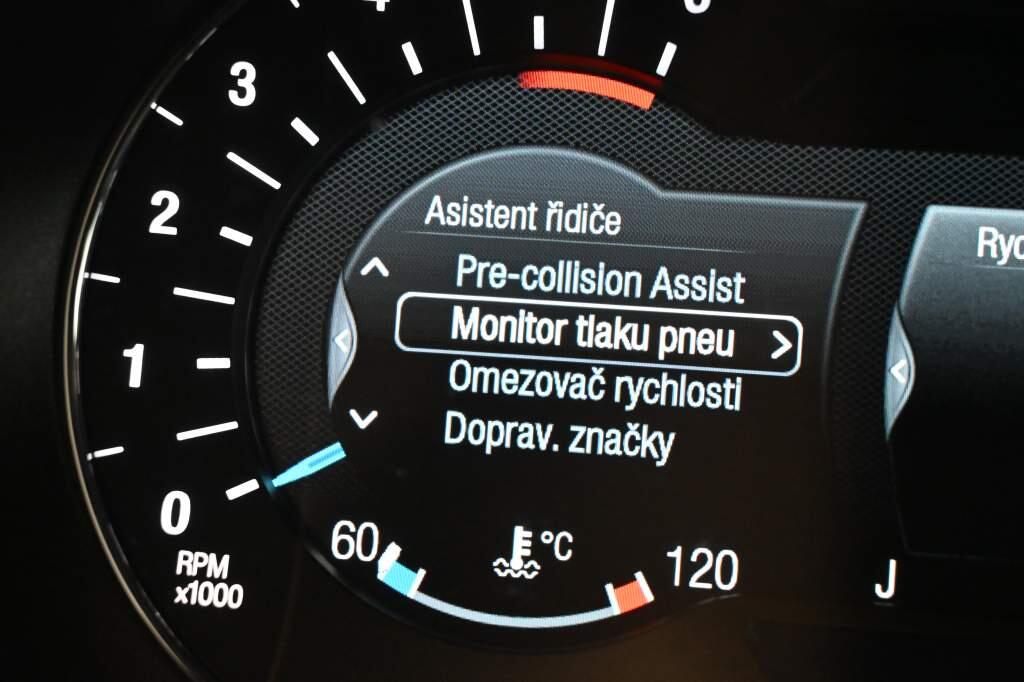 3
2
1
0
RPM
x1000
Asistent řidiče
Pre-collision Assist
Monitor tlaku pneu
Omezovač rychlosti
Doprav. značky
60
°C
120
J